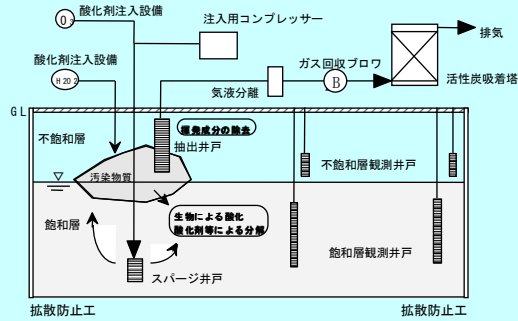 酸化剤注入設備
O3
注入用コンプレッサー
酸化剤注入設備
H2O2
ガス回収ブロワ
B
排気
気液分離
活性炭吸着塔
GL
不飽和層
揮発成分の除去
抽出井戸
不飽和層観測井戸
汚染物質
生物による酸化
酸化剤等による分解
飽和層
飽和層観測井戸
スパージ井戸
拡散防止工
拡散防止工